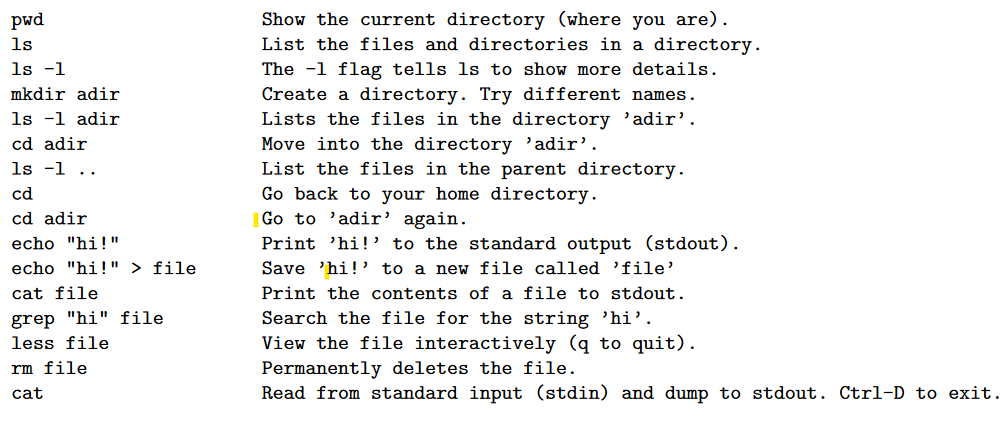 pwd Show the current directory (where you are).
ls List the files and directories in a directory.
ls -l The -l flag tells ls to show more details.
mkdir adir Create a directory. Try different names.
ls -l adir Lists the files in the directory ’adir’.
cd adir Move into the directory ’adir’.
ls -l .. List the files in the parent directory.
cd Go back to your home directory.
cd adir Go to ’adir’ again.
echo "hi!" Print ’hi!’ to the standard output (stdout).
echo "hi!" > file Save ’hi!’ to a new file called ’file’
cat file Print the contents of a file to stdout.
grep "hi" file Search the file for the string ’hi’.
less file View the file interactively (q to quit).
rm file Permanently deletes the file.
cat Read from standard input (stdin) and dump to stdout. Ctrl-D to exit.